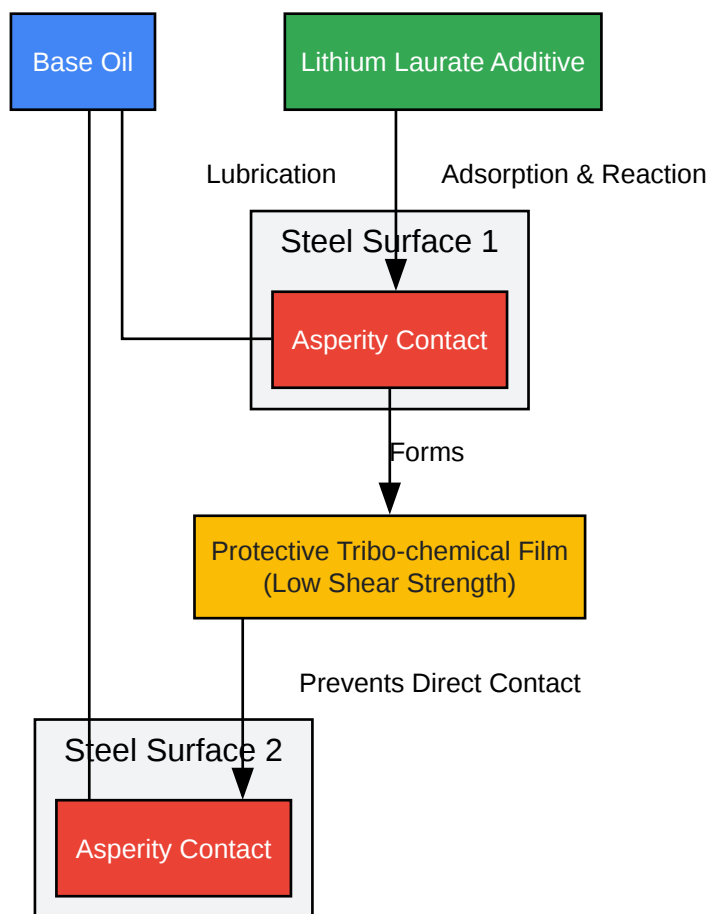 Base Oil
Lithium Laurate Additive
Lubrication
Adsorption & Reaction
Steel Surface 1
Asperity Contact
Forms
Protective Tribo-chemical Film
(Low Shear Strength)
Prevents Direct Contact
Steel Surface 2
Asperity Contact